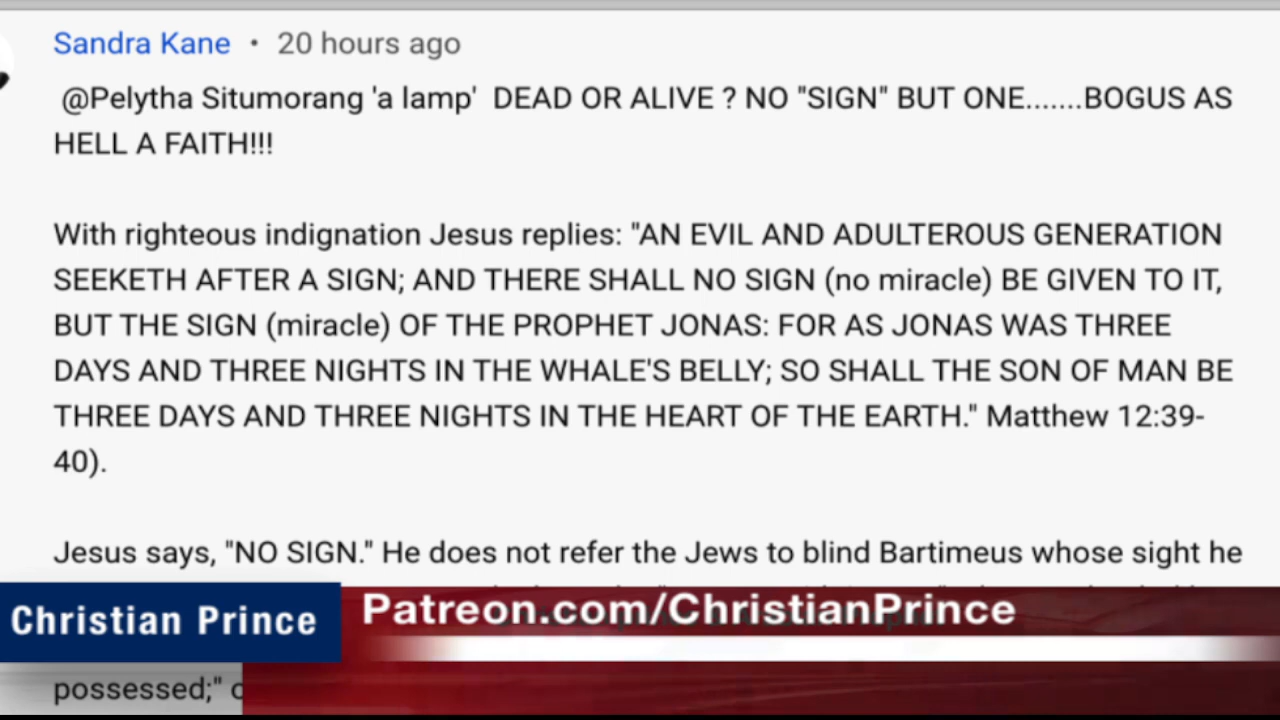 Sandra Kane • 20 hours ago
@Pelytha Situmorang 'a lamp' DEAD OR ALIVE ? NO "SIGN" BUT ONE.......BOGUS AS
HELL A FAITH!!!
With righteous indignation Jesus replies: "AN EVIL AND ADULTEROUS GENERATION
SEEKETH AFTER A SIGN; AND THERE SHALL NO SIGN (no miracle) BE GIVEN TO IT,
BUT THE SIGN (miracle) OF THE PROPHET JONAS: FOR AS JONAS WAS THREE
DAYS AND THREE NIGHTS IN THE WHALE'S BELLY; SO SHALL THE SON OF MAN BE
THREE DAYS AND THREE NIGHTS IN THE HEART OF THE EARTH." Matthew 12:39-
40).
Jesus says, "NO SIGN." He does not refer the Jews to blind Bartimeus whose sight he
Christian Prince
Patreon.com/ChristianPrince
possessed;"